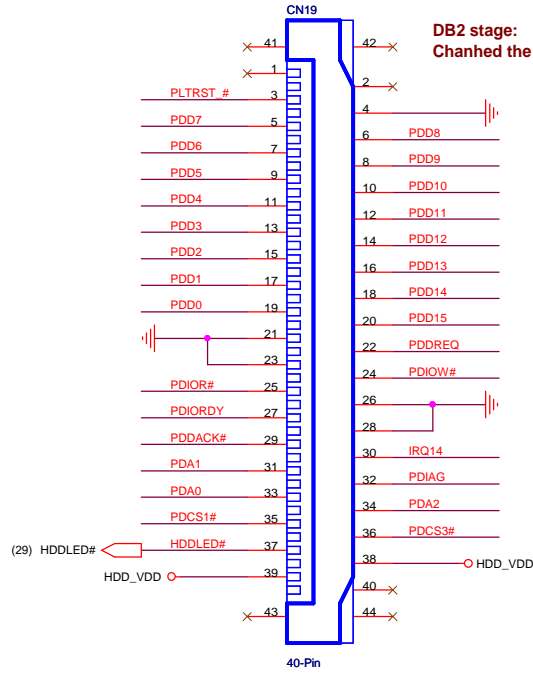 CN19
DB2 stage:
Chanhed the
41
42
1
2
PLTRST_#
3
4
PDD7
5
6
PDD8
PDD6
7
8
PDD9
PDD5
9
10
PDD10
PDD4
11
12
PDD11
PDD3
13
14
PDD12
PDD2
15
16
PDD13
PDD1
17
18
PDD14
PDD0
19
20
PDD15
21
22
PDDREQ
23
24
PDIOW#
PDIOR#
25
26
PDIORDY
27
28
PDDACK#
29
30
IRQ14
PDA1
31
32
PDIAG
PDA0
33
34
PDA2
PDCS1#
35
36
PDCS3#
(29) HDDLED#
HDDLED#
37
38
HDD_VDD
HDD_VDD
39
40
43
44
40-Pin